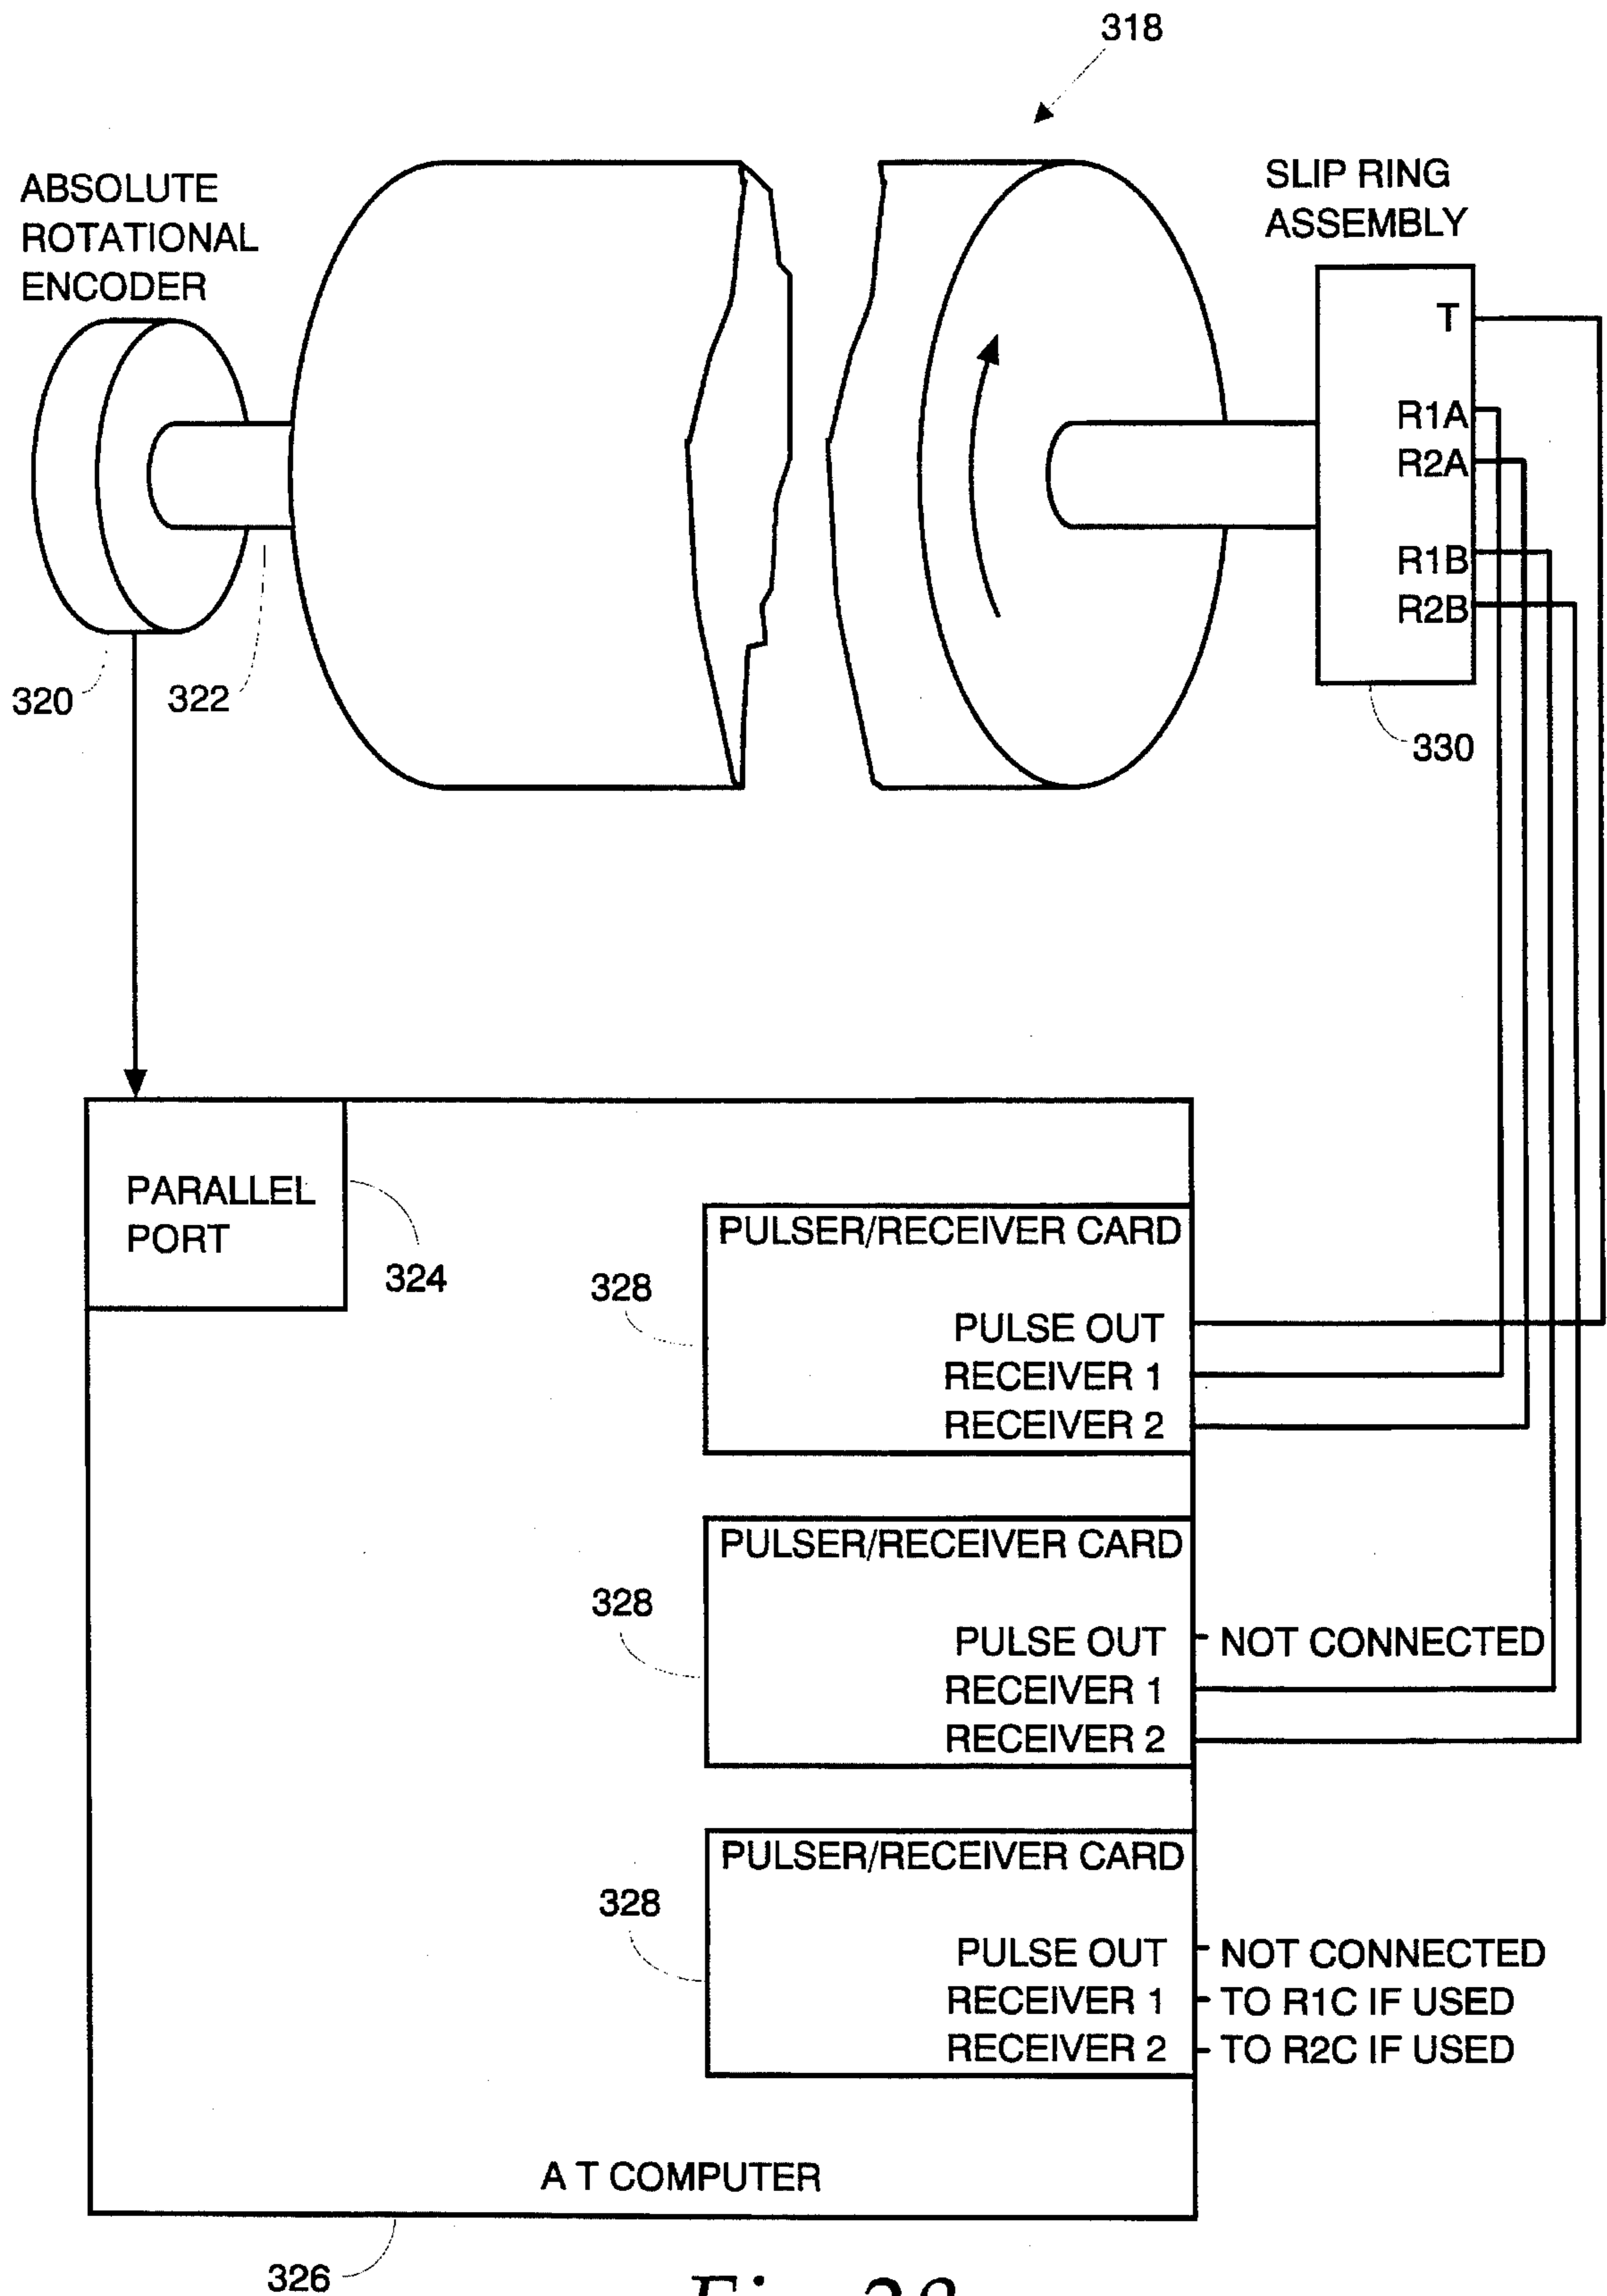 318
ABSOLUTE
ROTATIONAL
ENCODER
SLIP RING
ASSEMBLY
T
R1A
R2A
R1B
R2B
320
322
330
PARALLEL
PORT
324
328
PULSER/RECEIVER CARD
PULSE OUT
RECEIVER 1
RECEIVER 2
328
PULSER/RECEIVER CARD
PULSE OUT NOT CONNECTED
RECEIVER 1
RECEIVER 2
328
PULSER/RECEIVER CARD
PULSE OUT NOT CONNECTED
RECEIVER 1 TO R1C IF USED
RECEIVER 2 TO R2C IF USED
A T COMPUTER
326